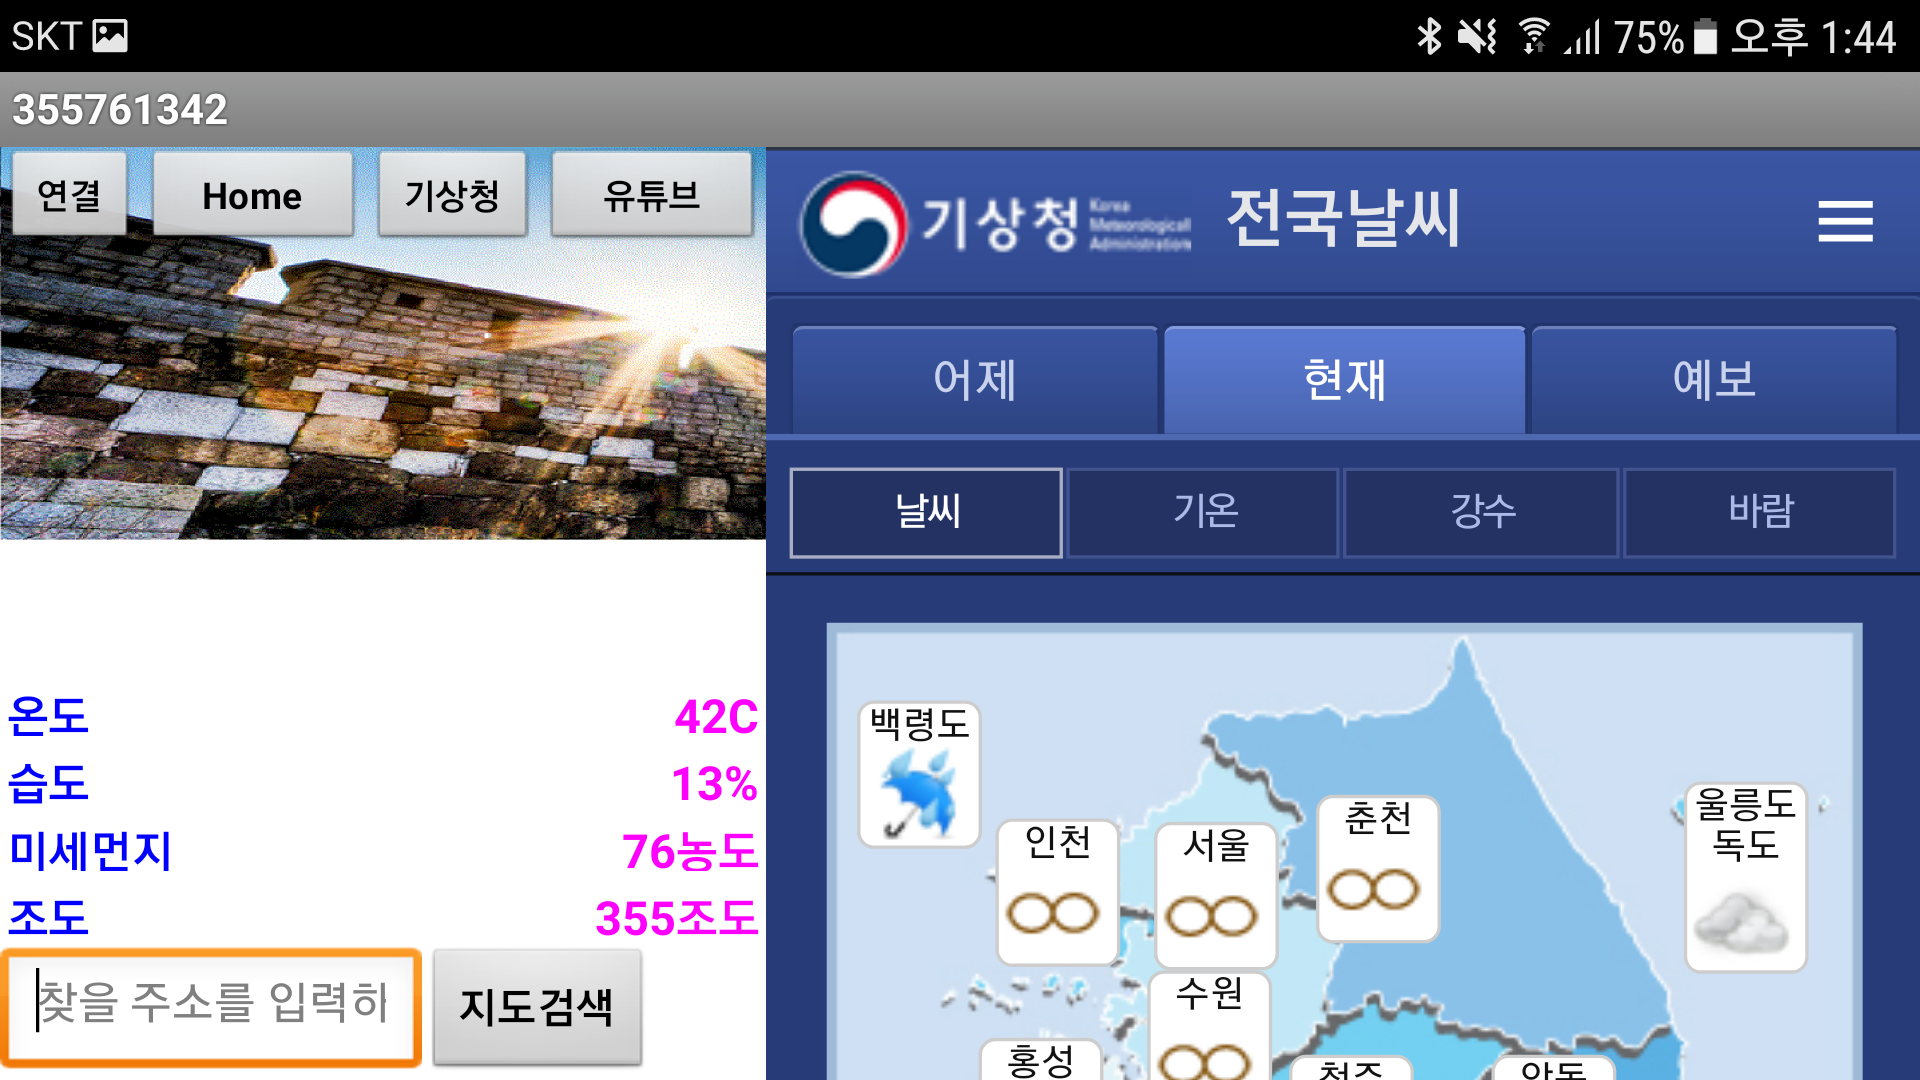 SKT 75% 오후 1:44
355761342
연결 Home 기상청 유튜브
기상청 Korea Meteorological Administration 전국날씨
어제 현재 예보
날씨 기온 강수 바람
백령도
울릉도
독도
춘천
인천
서울
수원
홍성
청주
안동
온도 42C
습도 13%
미세먼지 76농도
조도 355조도
찾을 주소를 입력하
지도검색